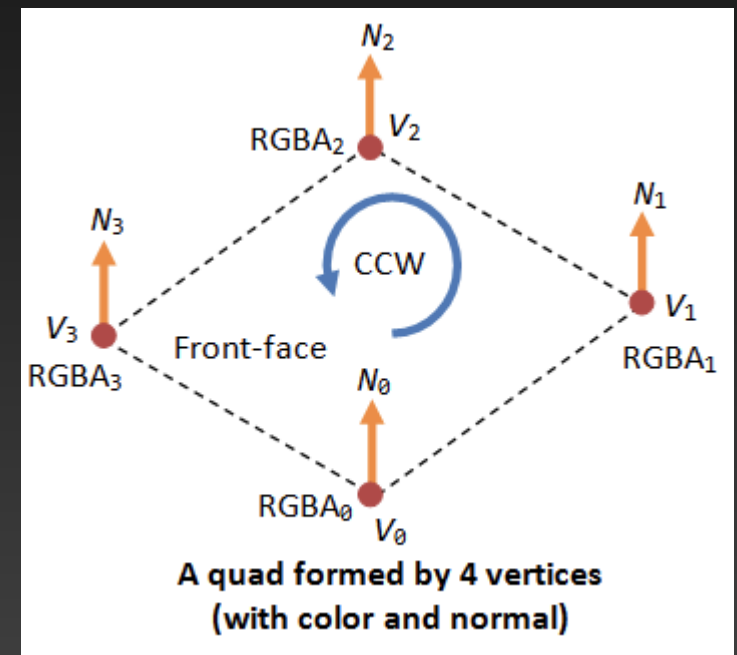 N₂
V₂
RGBA₂
N₁
N₃
CCW
V₁
V₃
Front-face
RGBA₁
RGBA₃
N₀
RGBA₀
V₀
A quad formed by 4 vertices
(with color and normal)